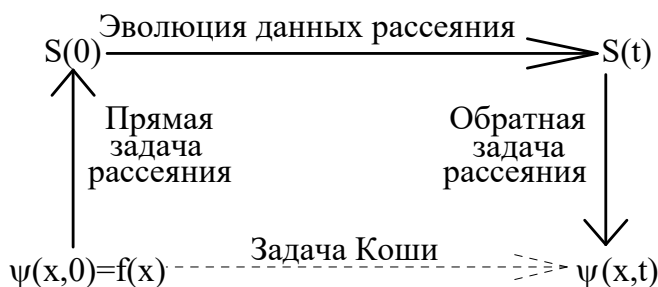 Эволюция данных рассеяния
S(0)
S(t)
Прямая
задача
рассеяния
Обратная
задача
рассеяния
Задача Коши
ψ(x,0)=f(x)
ψ(x,t)